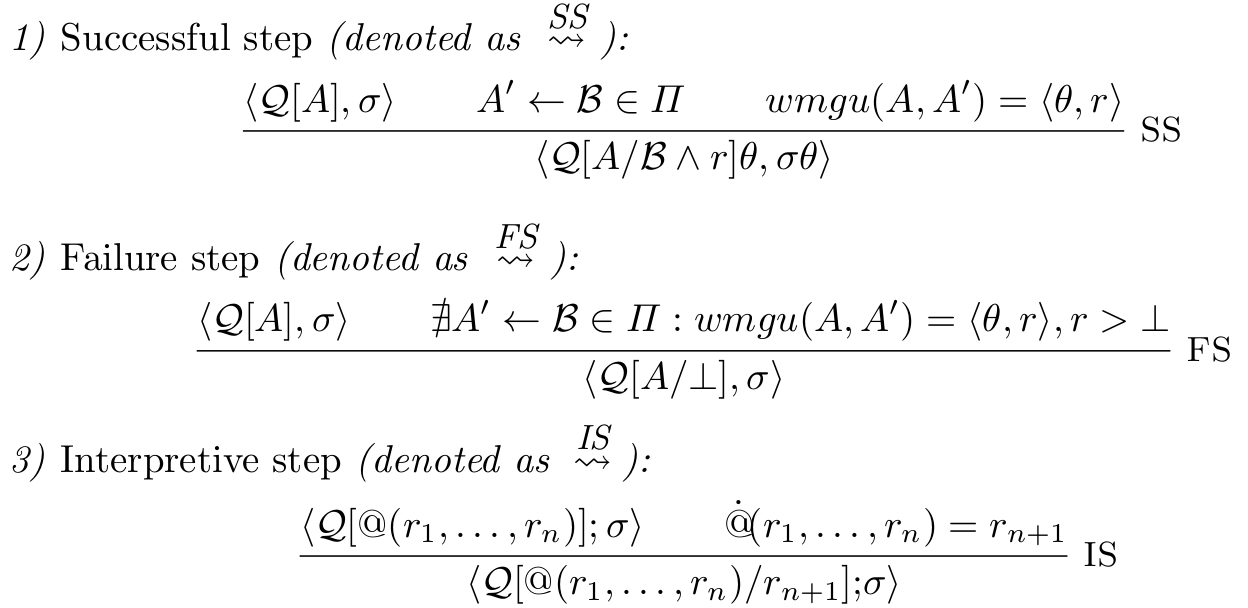 1) Successful step (denoted as SS⇝ ):
⟨𝒬[A], σ⟩ A′ ← ℬ ∈ Π wmgu(A, A′) = ⟨θ, r⟩
SS
⟨𝒬[A/ℬ ∧ r]θ, σθ⟩
2) Failure step (denoted as FS⇝ ):
⟨𝒬[A], σ⟩ ∄A′ ← ℬ ∈ Π : wmgu(A, A′) = ⟨θ, r⟩, r > ⊥
FS
⟨𝒬[A/⊥], σ⟩
3) Interpretive step (denoted as IS⇝ ):
⟨𝒬[@(r₁, . . . , rₙ)]; σ⟩ @̇(r₁, . . . , rₙ) = rₙ₊₁
IS
⟨𝒬[@(r₁, . . . , rₙ)/rₙ₊₁];σ⟩